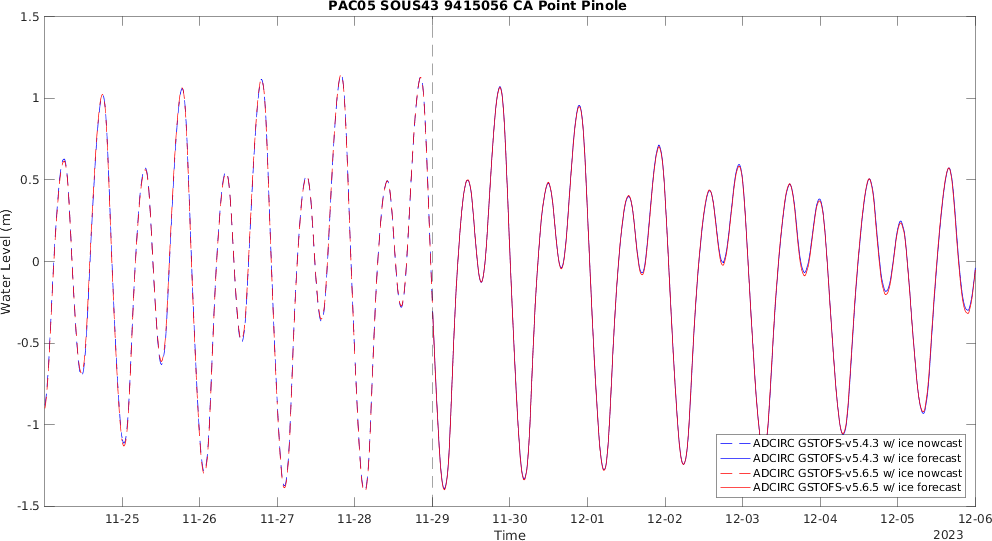 PAC05 SOUS43 9415056 CA Point Pinole
Water Level (m)
1.5
1
0.5
0
-0.5
-1
-1.5
11-25
11-26
11-27
11-28
11-29
11-30
12-01
12-02
12-03
12-04
12-05
12-06
Time
2023
ADCIRC GSTOFS-v5.4.3 w/ ice nowcast
ADCIRC GSTOFS-v5.4.3 w/ ice forecast
ADCIRC GSTOFS-v5.6.5 w/ ice nowcast
ADCIRC GSTOFS-v5.6.5 w/ ice forecast